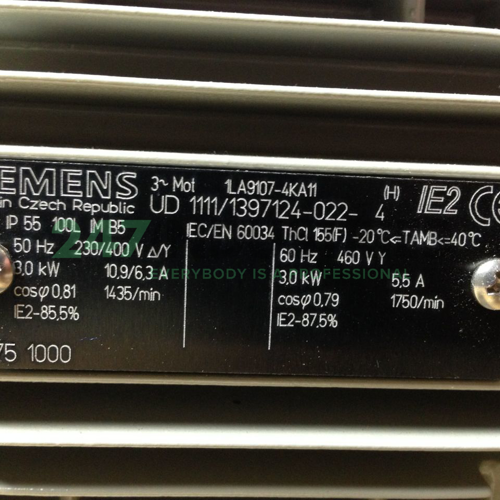 EMENS 3~ Mot 1LA9107-4KA11 (H) IE2 CE
in Czech Republic UD 1111/1397124-022- 4
IP 55 100L IM B5 IEC/EN 60034 ThCl 155(F) -20°C<=TAMB<=40°C
50 Hz 230/400 V Δ/Y 60 Hz 460 V Y
3,0 kW 10,9/6,3 A 3,0 kW 5,5 A
cosφ 0,81 1435/min cosφ 0,79 1750/min
IE2-85,5% IE2-87,5%
75 1000
247
EVERYBODY IS A PROFESSIONAL